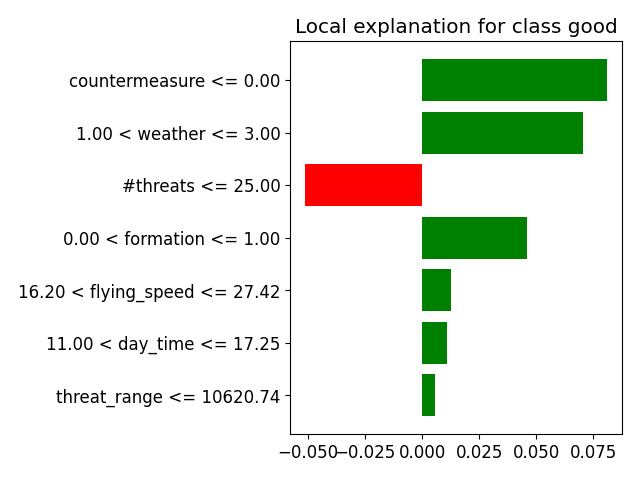 Local explanation for class good
countermeasure <= 0.00
1.00 < weather <= 3.00
#threats <= 25.00
0.00 < formation <= 1.00
16.20 < flying_speed <= 27.42
11.00 < day_time <= 17.25
threat_range <= 10620.74
−0.050 −0.025 0.000 0.025 0.050 0.075